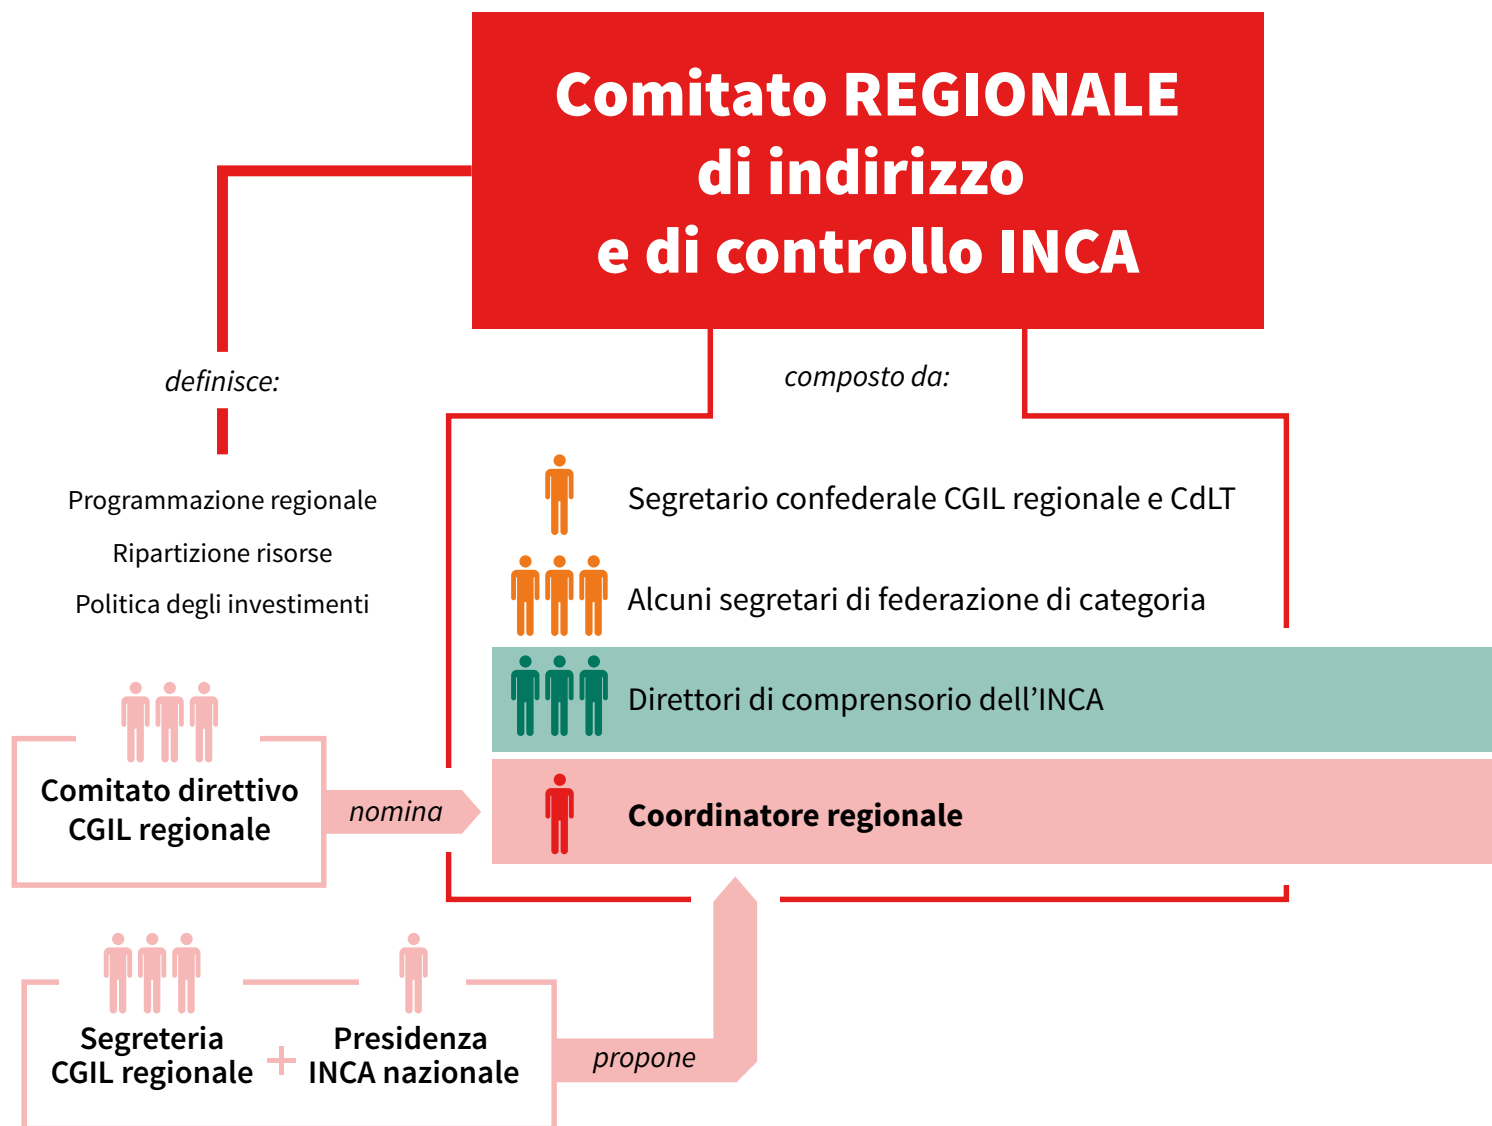 Comitato REGIONALE
di indirizzo
e di controllo INCA
definisce:
Programmazione regionale
Ripartizione risorse
Politica degli investimenti
composto da:
Segretario confederale CGIL regionale e CdLT
Alcuni segretari di federazione di categoria
Direttori di comprensorio dell’INCA
Coordinatore regionale
Comitato direttivo
CGIL regionale
nomina
Segreteria
CGIL regionale
+
Presidenza
INCA nazionale
propone